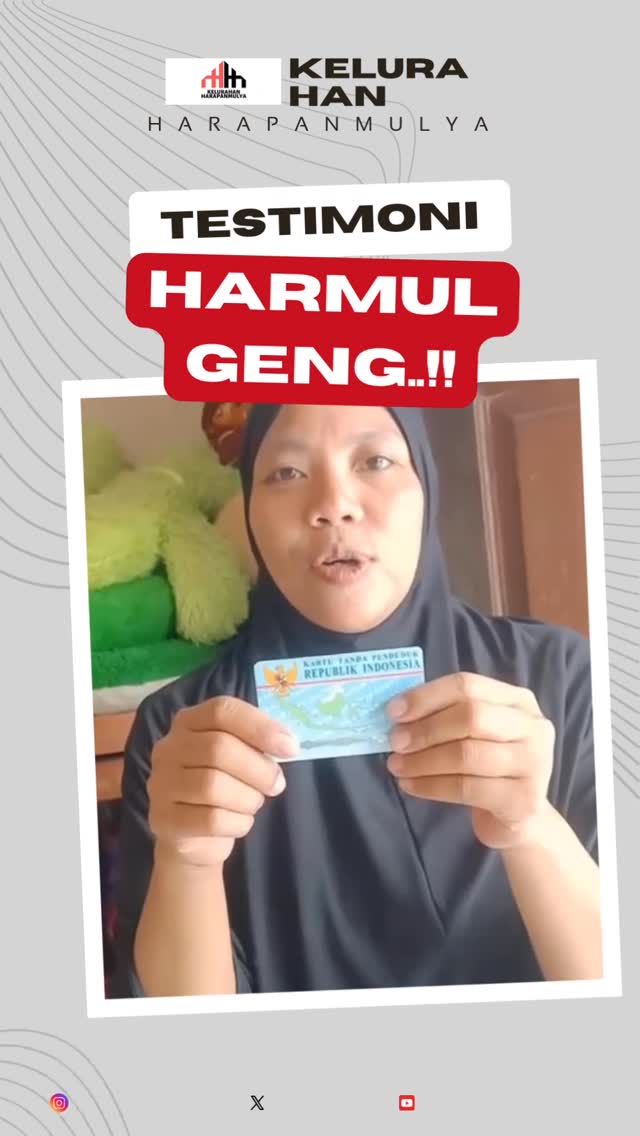 KELURAHAN
HARAPANMULYA
KELURA
HAN
HARAPANMULYA
TESTIMONI
HARMUL
GENG..!!
KARTU TANDA PENDUDUK
REPUBLIK INDONESIA